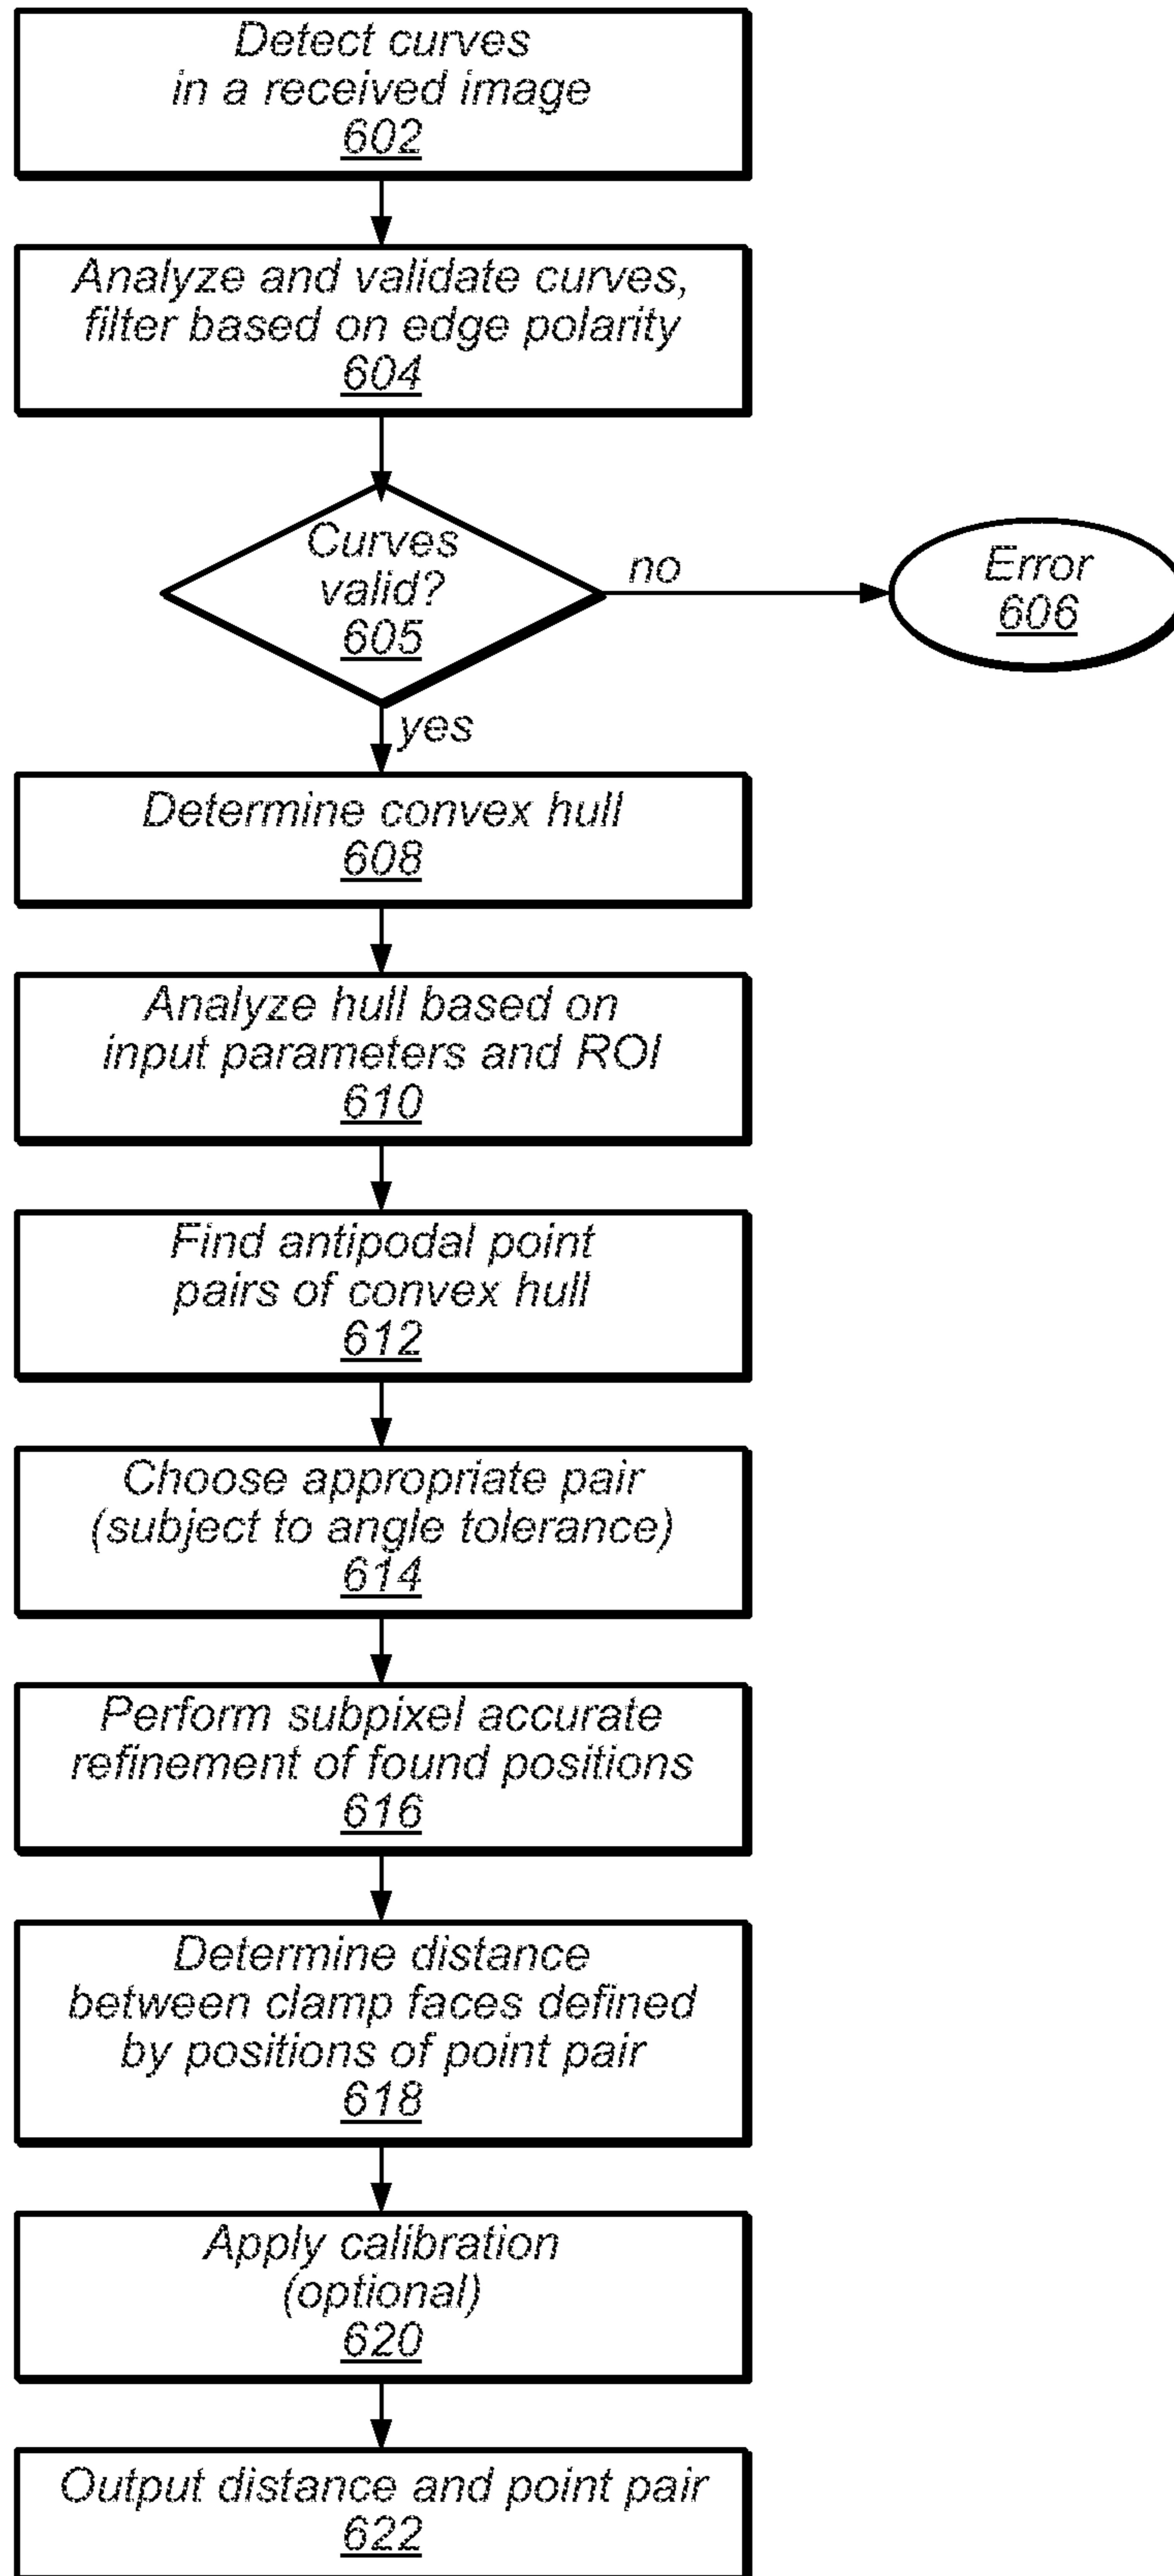 Detect curves
in a received image
602
Analyze and validate curves,
filter based on edge polarity
604
Curves
valid?
605
no
Error
606
yes
Determine convex hull
608
Analyze hull based on
input parameters and ROI
610
Find antipodal point
pairs of convex hull
612
Choose appropriate pair
(subject to angle tolerance)
614
Perform subpixel accurate
refinement of found positions
616
Determine distance
between clamp faces defined
by positions of point pair
618
Apply calibration
(optional)
620
Output distance and point pair
622